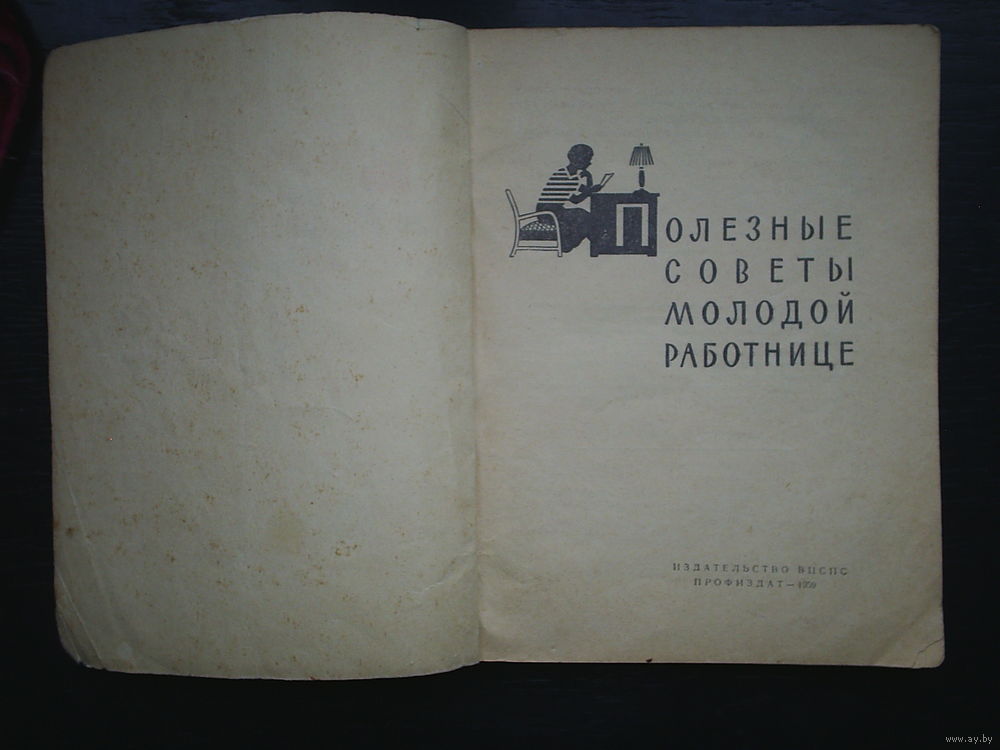 ПОЛЕЗНЫЕ
СОВЕТЫ
МОЛОДОЙ
РАБОТНИЦЕ
ИЗДАТЕЛЬСТВО ВЦСПС
ПРОФИЗДАТ — 1959
www.ay.by